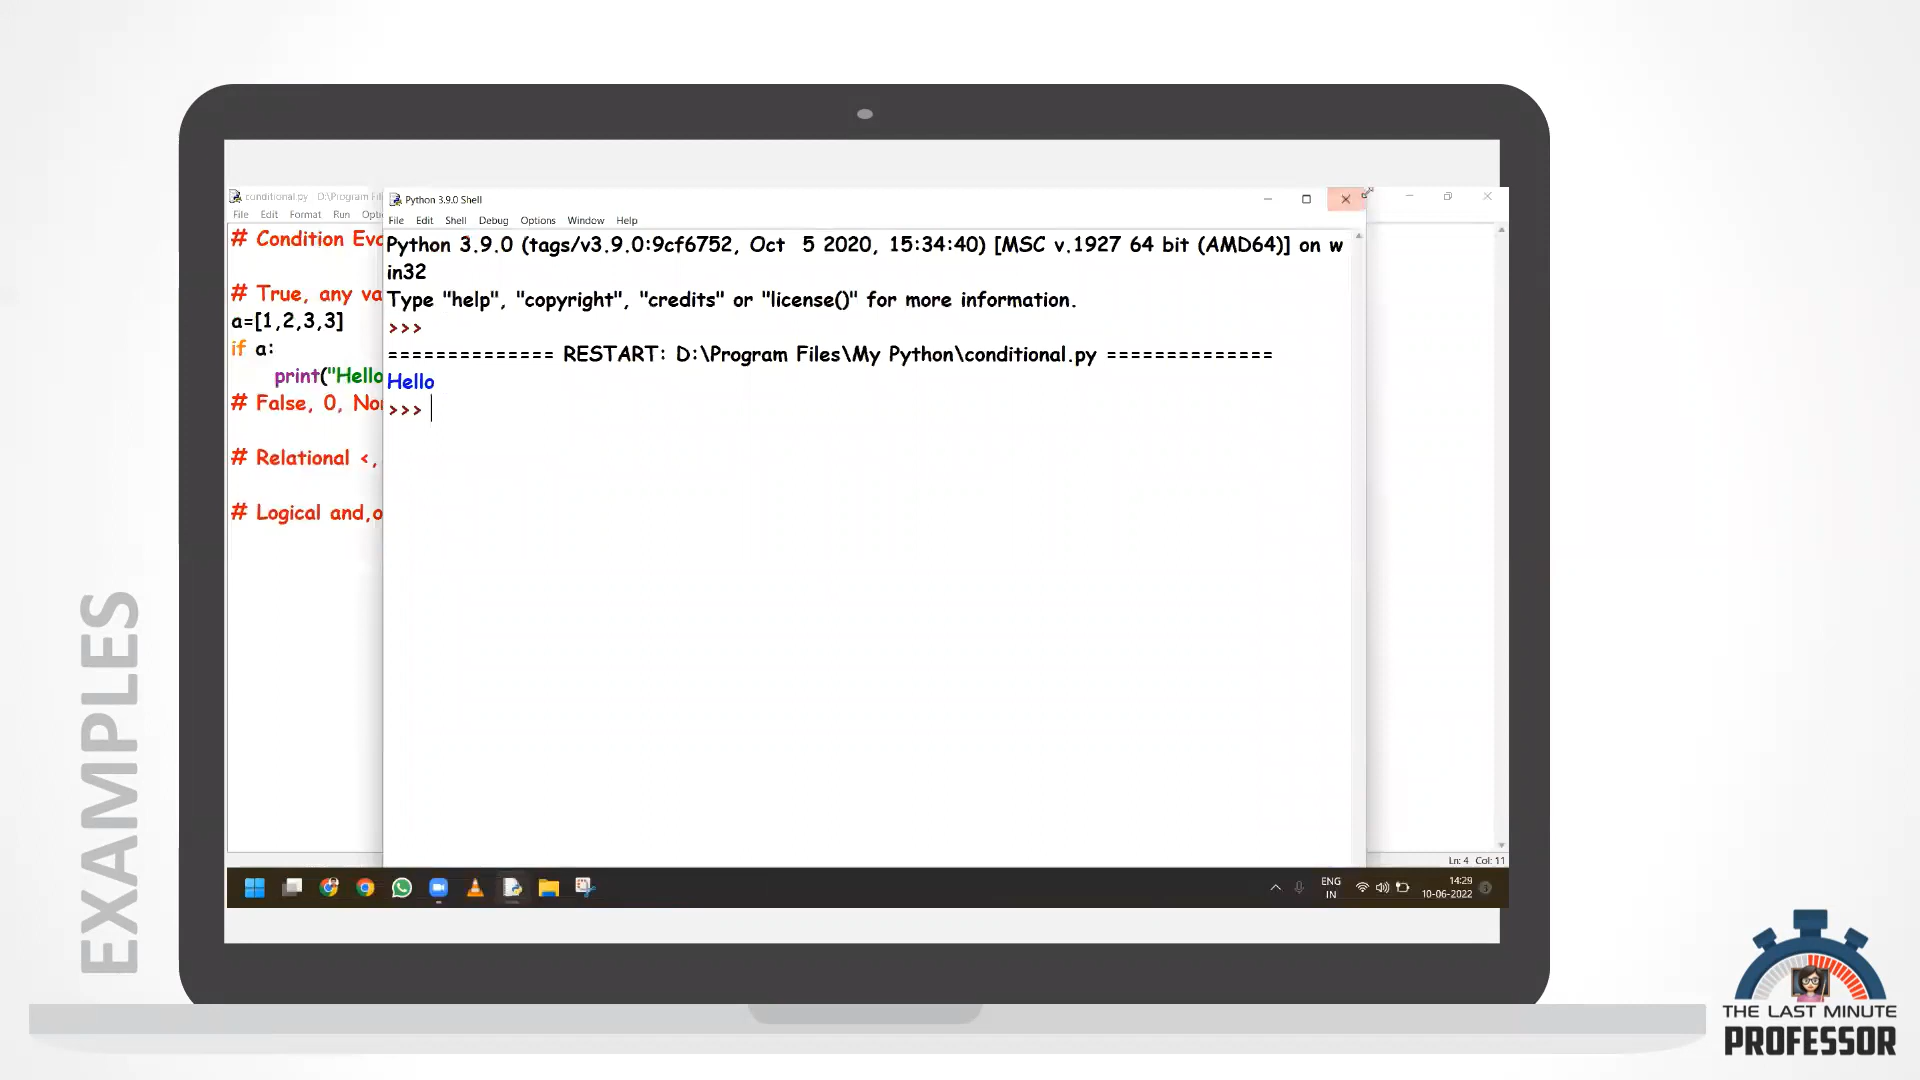 conditional.py D:\Program Fil
File Edit Format Run Opti
# Condition Eva
# True, any va
a=[1,2,3,3]
if a:
print("Hello
# False, 0, Non
# Relational <,
# Logical and,o
Python 3.9.0 Shell
File Edit Shell Debug Options Window Help
Python 3.9.0 (tags/v3.9.0:9cf6752, Oct 5 2020, 15:34:40) [MSC v.1927 64 bit (AMD64)] on w
in32
Type "help", "copyright", "credits" or "license()" for more information.
>>>
============== RESTART: D:\Program Files\My Python\conditional.py ==============
Hello
>>>
Ln: 4 Col: 11
ENG
IN
14:29
10-06-2022
EXAMPLES
THE LAST MINUTE
PROFESSOR